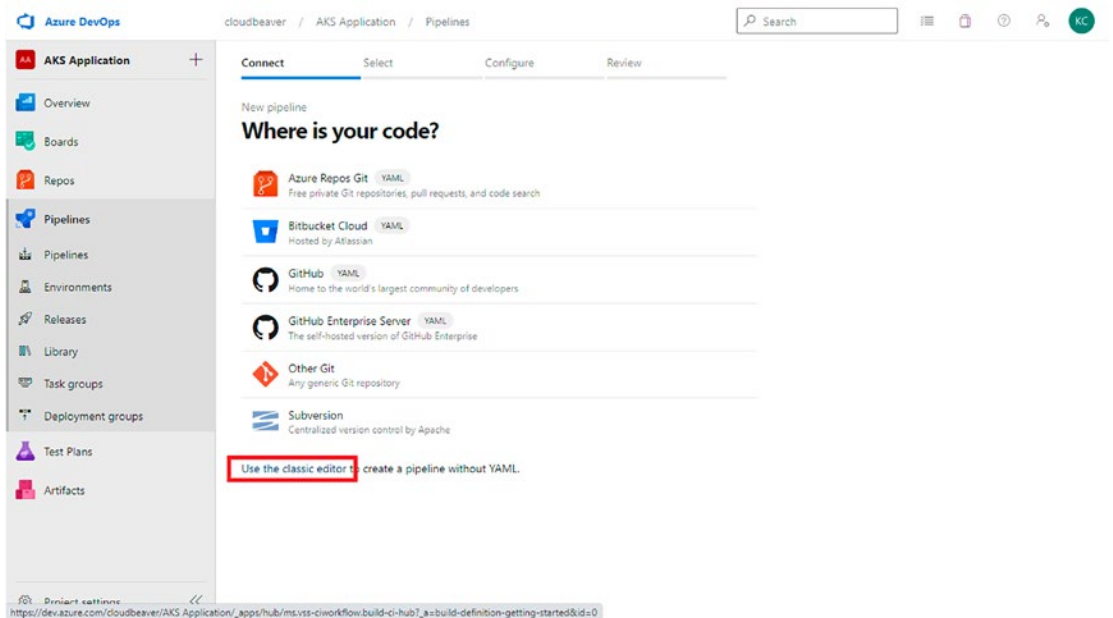 Azure DevOps
cloudbeaver / AKS Application / Pipelines
Search
KC
AA
AKS Application
Overview
Boards
Repos
Pipelines
Pipelines
Environments
Releases
Library
Task groups
Deployment groups
Test Plans
Artifacts
Project settings
Connect
Select
Configure
Review
New pipeline
Where is your code?
Azure Repos Git YAML
Free private Git repositories, pull requests, and code search
Bitbucket Cloud YAML
Hosted by Atlassian
GitHub YAML
Home to the world's largest community of developers
GitHub Enterprise Server YAML
The self-hosted version of GitHub Enterprise
Other Git
Any generic Git repository
Subversion
Centralized version control by Apache
Use the classic editor to create a pipeline without YAML.
https://dev.azure.com/cloudbeaver/AKS Application/_apps/hub/ms.vss-ciworkflow.build-ci-hub?_a=build-definition-getting-started&id=0